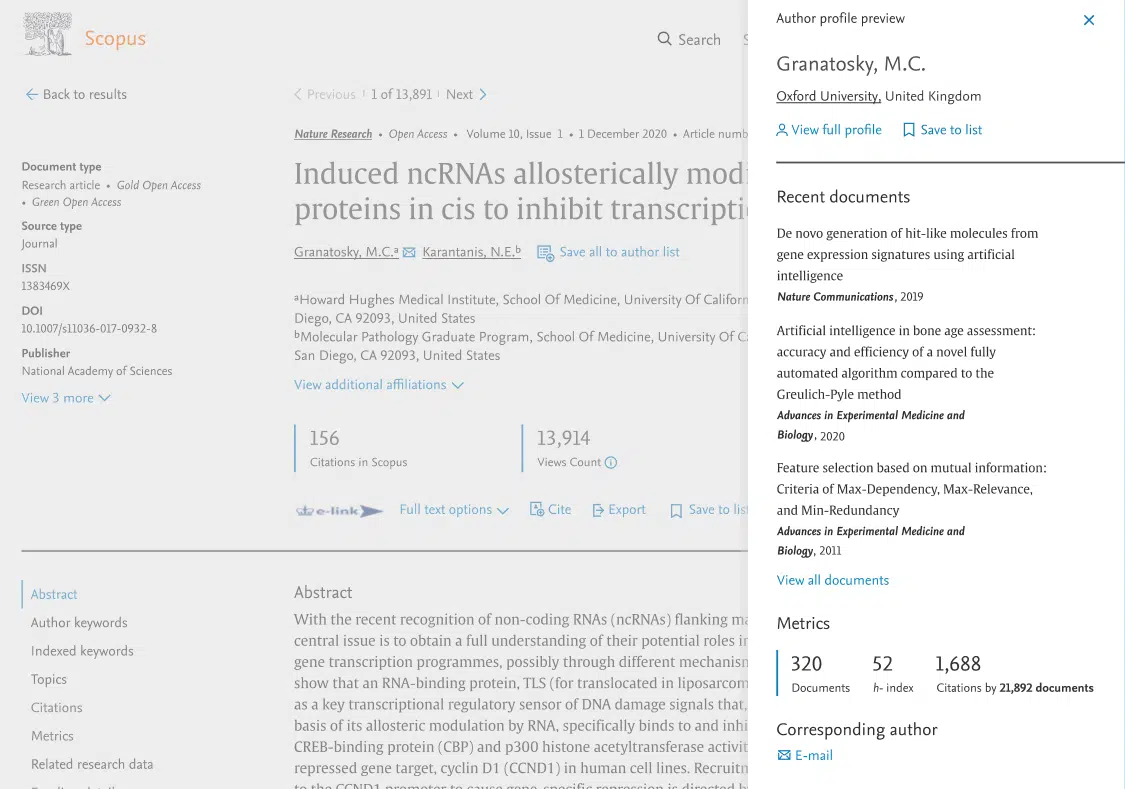 Scopus
Search
Back to results
Previous 1 of 13,891 Next
Nature Research • Open Access • Volume 10, Issue 1 • 1 December 2020 • Article
Document type
Research article • Gold Open Access
• Green Open Access
Source type
Journal
ISSN
1383469X
DOI
10.1007/s11036-017-0932-8
Publisher
National Academy of Sciences
View 3 more
Induced ncRNAs allosterically
proteins in cis to inhibit
Granatosky, M.C.ᵃ Karantanis, N.E.ᵇ Save all to author list
ᵃHoward Hughes Medical Institute, School Of Medicine, University Of
Diego, CA 92093, United States
ᵇMolecular Pathology Graduate Program, School Of Medicine, University Of
San Diego, CA 92093, United States
View additional affiliations
156
Citations in Scopus
13,914
Views Count
e-link Full text options Cite Export Save to
Abstract
Author keywords
Indexed keywords
Topics
Citations
Metrics
Related research data
Abstract
With the recent recognition of non-coding RNAs (ncRNAs) flanking
central issue is to obtain a full understanding of their potential roles
gene transcription programmes, possibly through different
show that an RNA-binding protein, TLS (for translocated in
as a key transcriptional regulatory sensor of DNA damage signals that,
basis of its allosteric modulation by RNA, specifically binds to and
CREB-binding protein (CBP) and p300 histone acetyltransferase
repressed gene target, cyclin D1 (CCND1) in human cell lines.
to the CCND1 promoter to cause gene-specific repression is directed
Author profile preview
Granatosky, M.C.
Oxford University, United Kingdom
View full profile Save to list
Recent documents
De novo generation of hit-like molecules from
gene expression signatures using artificial
intelligence
Nature Communications, 2019
Artificial intelligence in bone age assessment:
accuracy and efficiency of a novel fully
automated algorithm compared to the
Greulich-Pyle method
Advances in Experimental Medicine and
Biology, 2020
Feature selection based on mutual information:
Criteria of Max-Dependency, Max-Relevance,
and Min-Redundancy
Advances in Experimental Medicine and
Biology, 2011
View all documents
Metrics
320
Documents
52
h- index
1,688
Citations by 21,892 documents
Corresponding author
E-mail